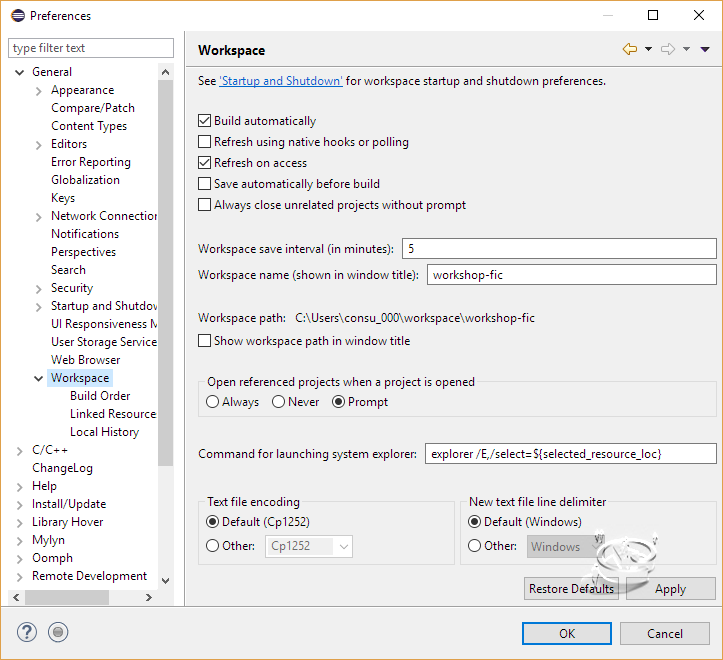 Preferences
type filter text
Workspace
General
Appearance
Compare/Patch
Content Types
Editors
Error Reporting
Globalization
Keys
Network Connection
Notifications
Perspectives
Search
Security
Startup and Shutdov
UI Responsiveness M
User Storage Service
Web Browser
Workspace
Build Order
Linked Resource
Local History
C/C++
ChangeLog
Help
Install/Update
Library Hover
Mylyn
Oomph
Remote Development
See 'Startup and Shutdown' for workspace startup and shutdown preferences.
Build automatically
Refresh using native hooks or polling
Refresh on access
Save automatically before build
Always close unrelated projects without prompt
Workspace save interval (in minutes): 5
Workspace name (shown in window title): workshop-fic
Workspace path: C:\Users\consu_000\workspace\workshop-fic
Show workspace path in window title
Open referenced projects when a project is opened
Always Never Prompt
Command for launching system explorer: explorer /E,/select=${selected_resource_loc}
Text file encoding
Default (Cp1252)
Other: Cp1252
New text file line delimiter
Default (Windows)
Other: Windows
Restore Defaults Apply
OK Cancel